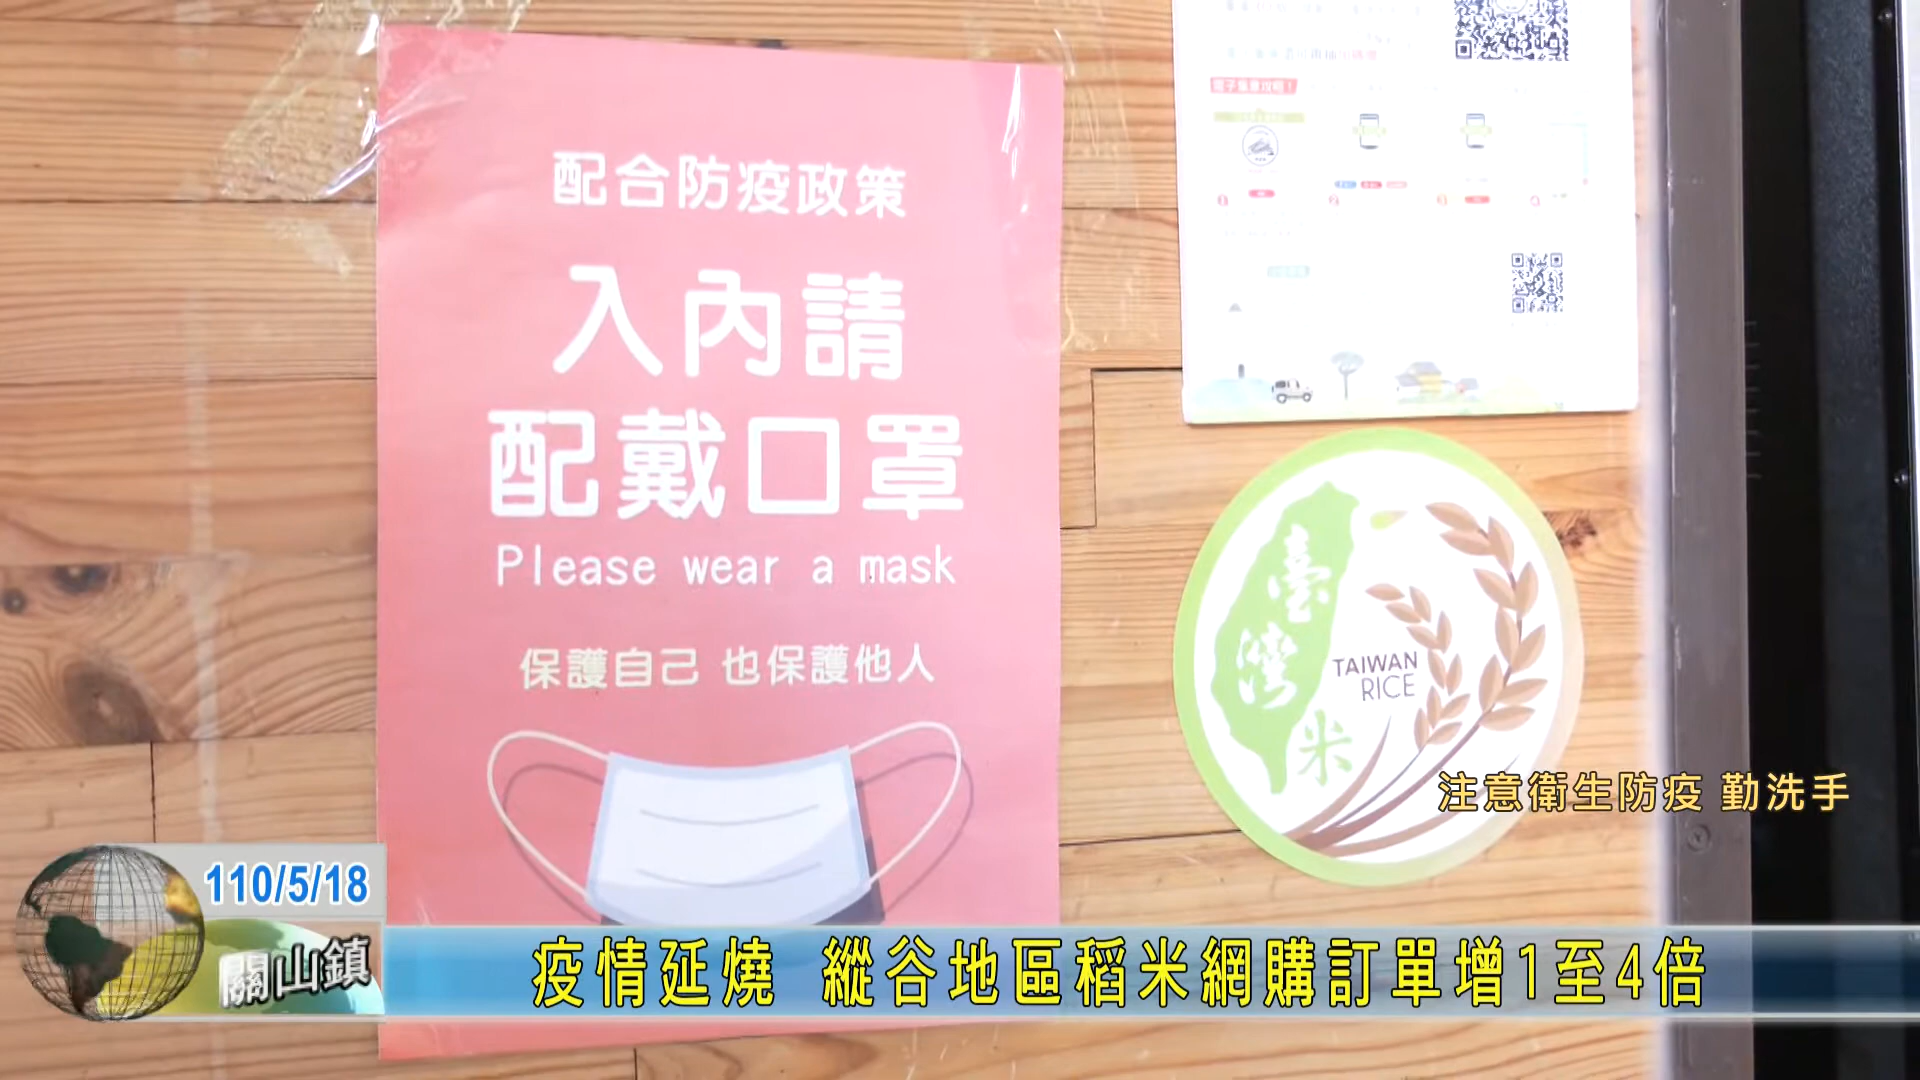 配合防疫政策
入內請
配戴口罩
Please wear a mask
保護自己 也保護他人
臺灣米
TAIWAN
RICE
注意衛生防疫 勤洗手
110/5/18
關山鎮
疫情延燒 縱谷地區稻米網購訂單增1至4倍